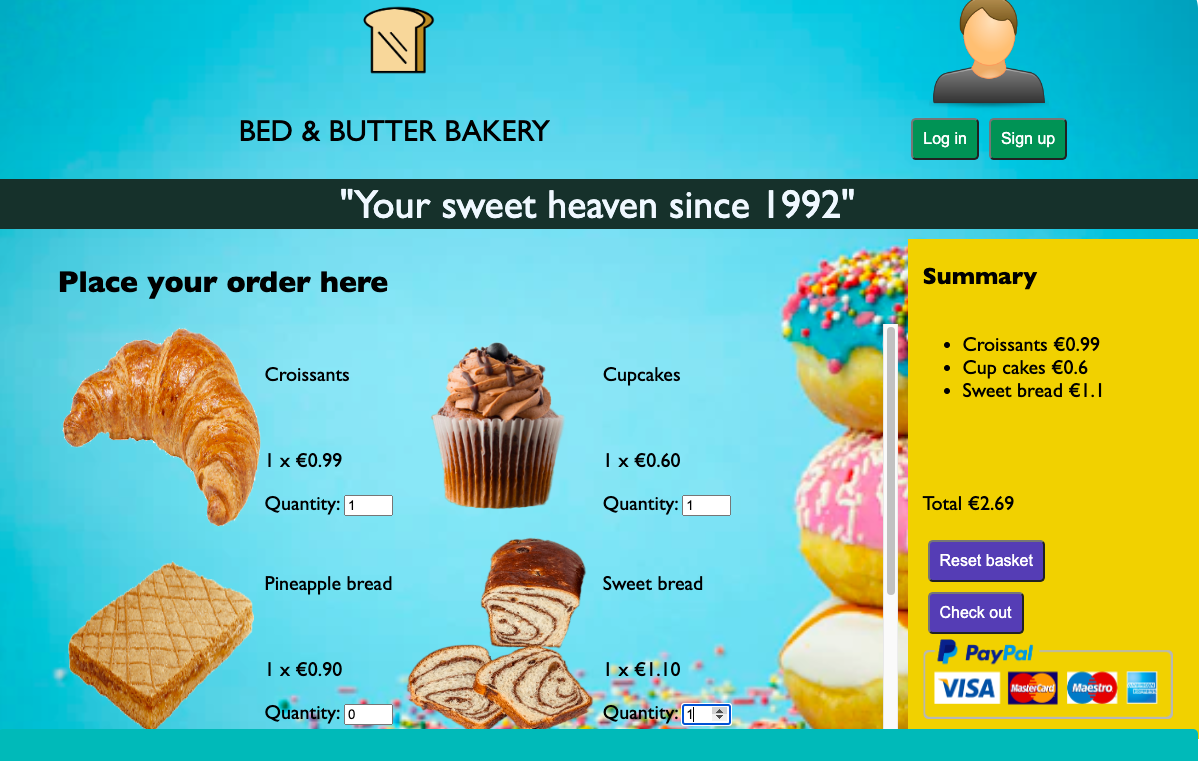 BED & BUTTER BAKERY
Log in
Sign up
"Your sweet heaven since 1992"
Place your order here
Croissants
1 x €0.99
Quantity: 1
Cupcakes
1 x €0.60
Quantity: 1
Pineapple bread
1 x €0.90
Quantity: 0
Sweet bread
1 x €1.10
Quantity: 1
Summary
• Croissants €0.99
• Cup cakes €0.6
• Sweet bread €1.1
Total €2.69
Reset basket
Check out
PayPal
VISA MasterCard Maestro AMERICAN EXPRESS